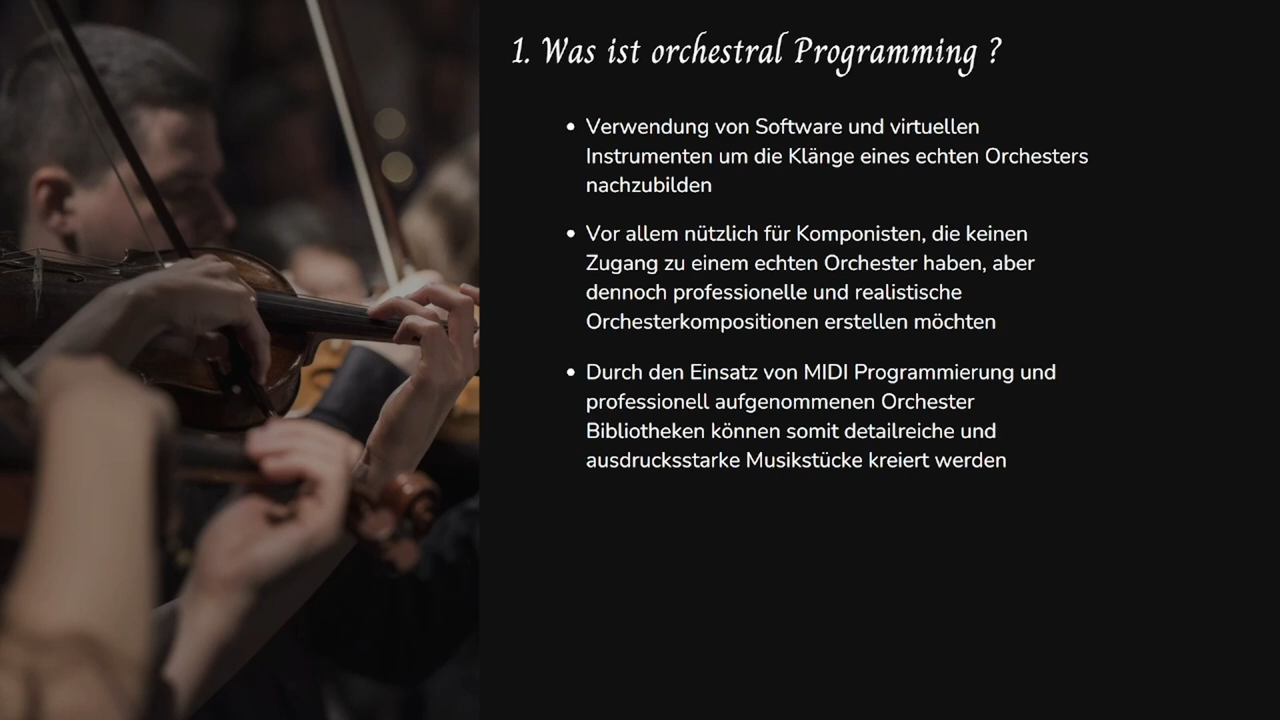 1. Was ist orchestral Programming ?
• Verwendung von Software und virtuellen
Instrumenten um die Klänge eines echten Orchesters
nachzubilden
• Vor allem nützlich für Komponisten, die keinen
Zugang zu einem echten Orchester haben, aber
dennoch professionelle und realistische
Orchesterkompositionen erstellen möchten
• Durch den Einsatz von MIDI Programmierung und
professionell aufgenommenen Orchester
Bibliotheken können somit detailreiche und
ausdrucksstarke Musikstücke kreiert werden